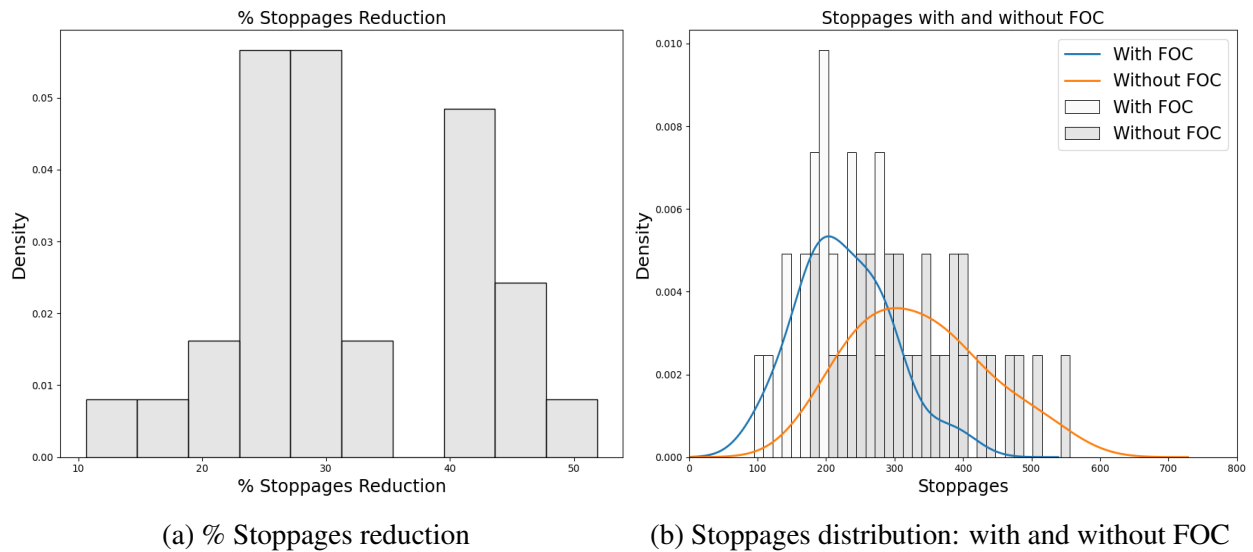 % Stoppages Reduction
0.05
0.04
0.03
0.02
0.01
0.00
Density
10 20 30 40 50
% Stoppages Reduction
(a) % Stoppages reduction
Stoppages with and without FOC
With FOC
Without FOC
With FOC
Without FOC
0.010
0.008
0.006
0.004
0.002
0.000
Density
0 100 200 300 400 500 600 700 800
Stoppages
(b) Stoppages distribution: with and without FOC